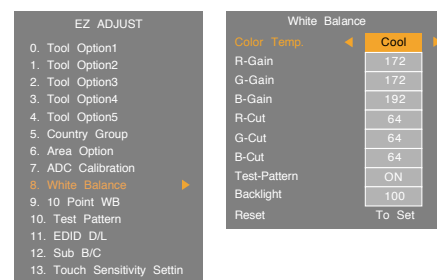 EZ ADJUST
0. Tool Option1
1. Tool Option2
2. Tool Option3
3. Tool Option4
4. Tool Option5
5. Country Group
6. Area Option
7. ADC Calibration
8. White Balance
9. 10 Point WB
10. Test Pattern
11. EDID D/L
12. Sub B/C
13. Touch Sensitivity Settin
White Balance
Color Temp. Cool
R-Gain 172
G-Gain 172
B-Gain 192
R-Cut 64
G-Cut 64
B-Cut 64
Test-Pattern ON
Backlight 100
Reset To Set